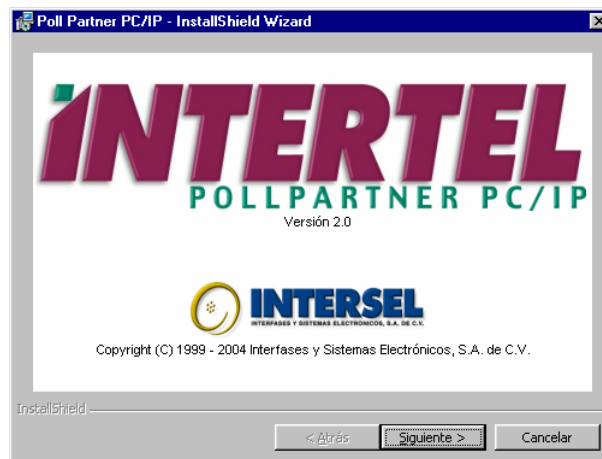 Poll Partner PC/IP - InstallShield Wizard
INTERTEL
POLLPARTNER PC/IP
Versión 2.0
INTERSEL
INTERFASES Y SISTEMAS ELECTRONICOS, S.A. DE C.V.
Copyright (C) 1999 - 2004 Interfases y Sistemas Electrónicos, S.A. de C.V.
InstallShield
< Atrás Siguiente > Cancelar